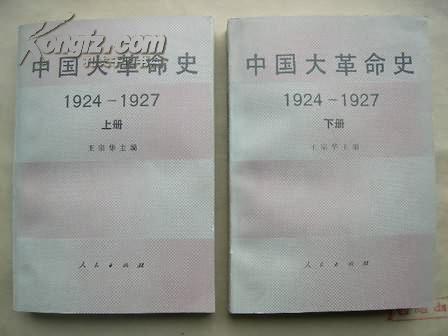 Kongfz.com
中国大革命史
1924-1927
上册
王宗华主编
人民出版社
中国大革命史
1924-1927
下册
王宗华主编
人民出版社